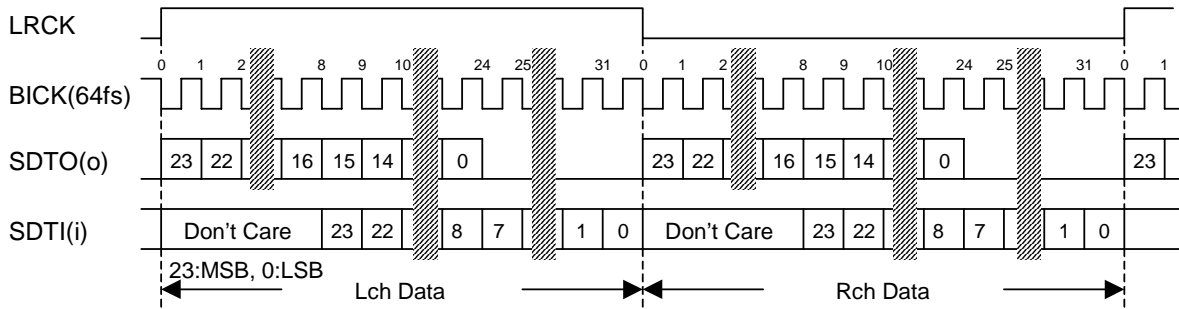 LRCK
0 1 2 8 9 10 24 25 31 0 1 2 8 9 10 24 25 31 0 1
BICK(64fs)
SDTO(o) 23 22 16 15 14 0 23 22 16 15 14 0 23
SDTI(i) Don't Care 23 22 8 7 1 0 Don't Care 23 22 8 7 1 0
23:MSB, 0:LSB
Lch Data Rch Data